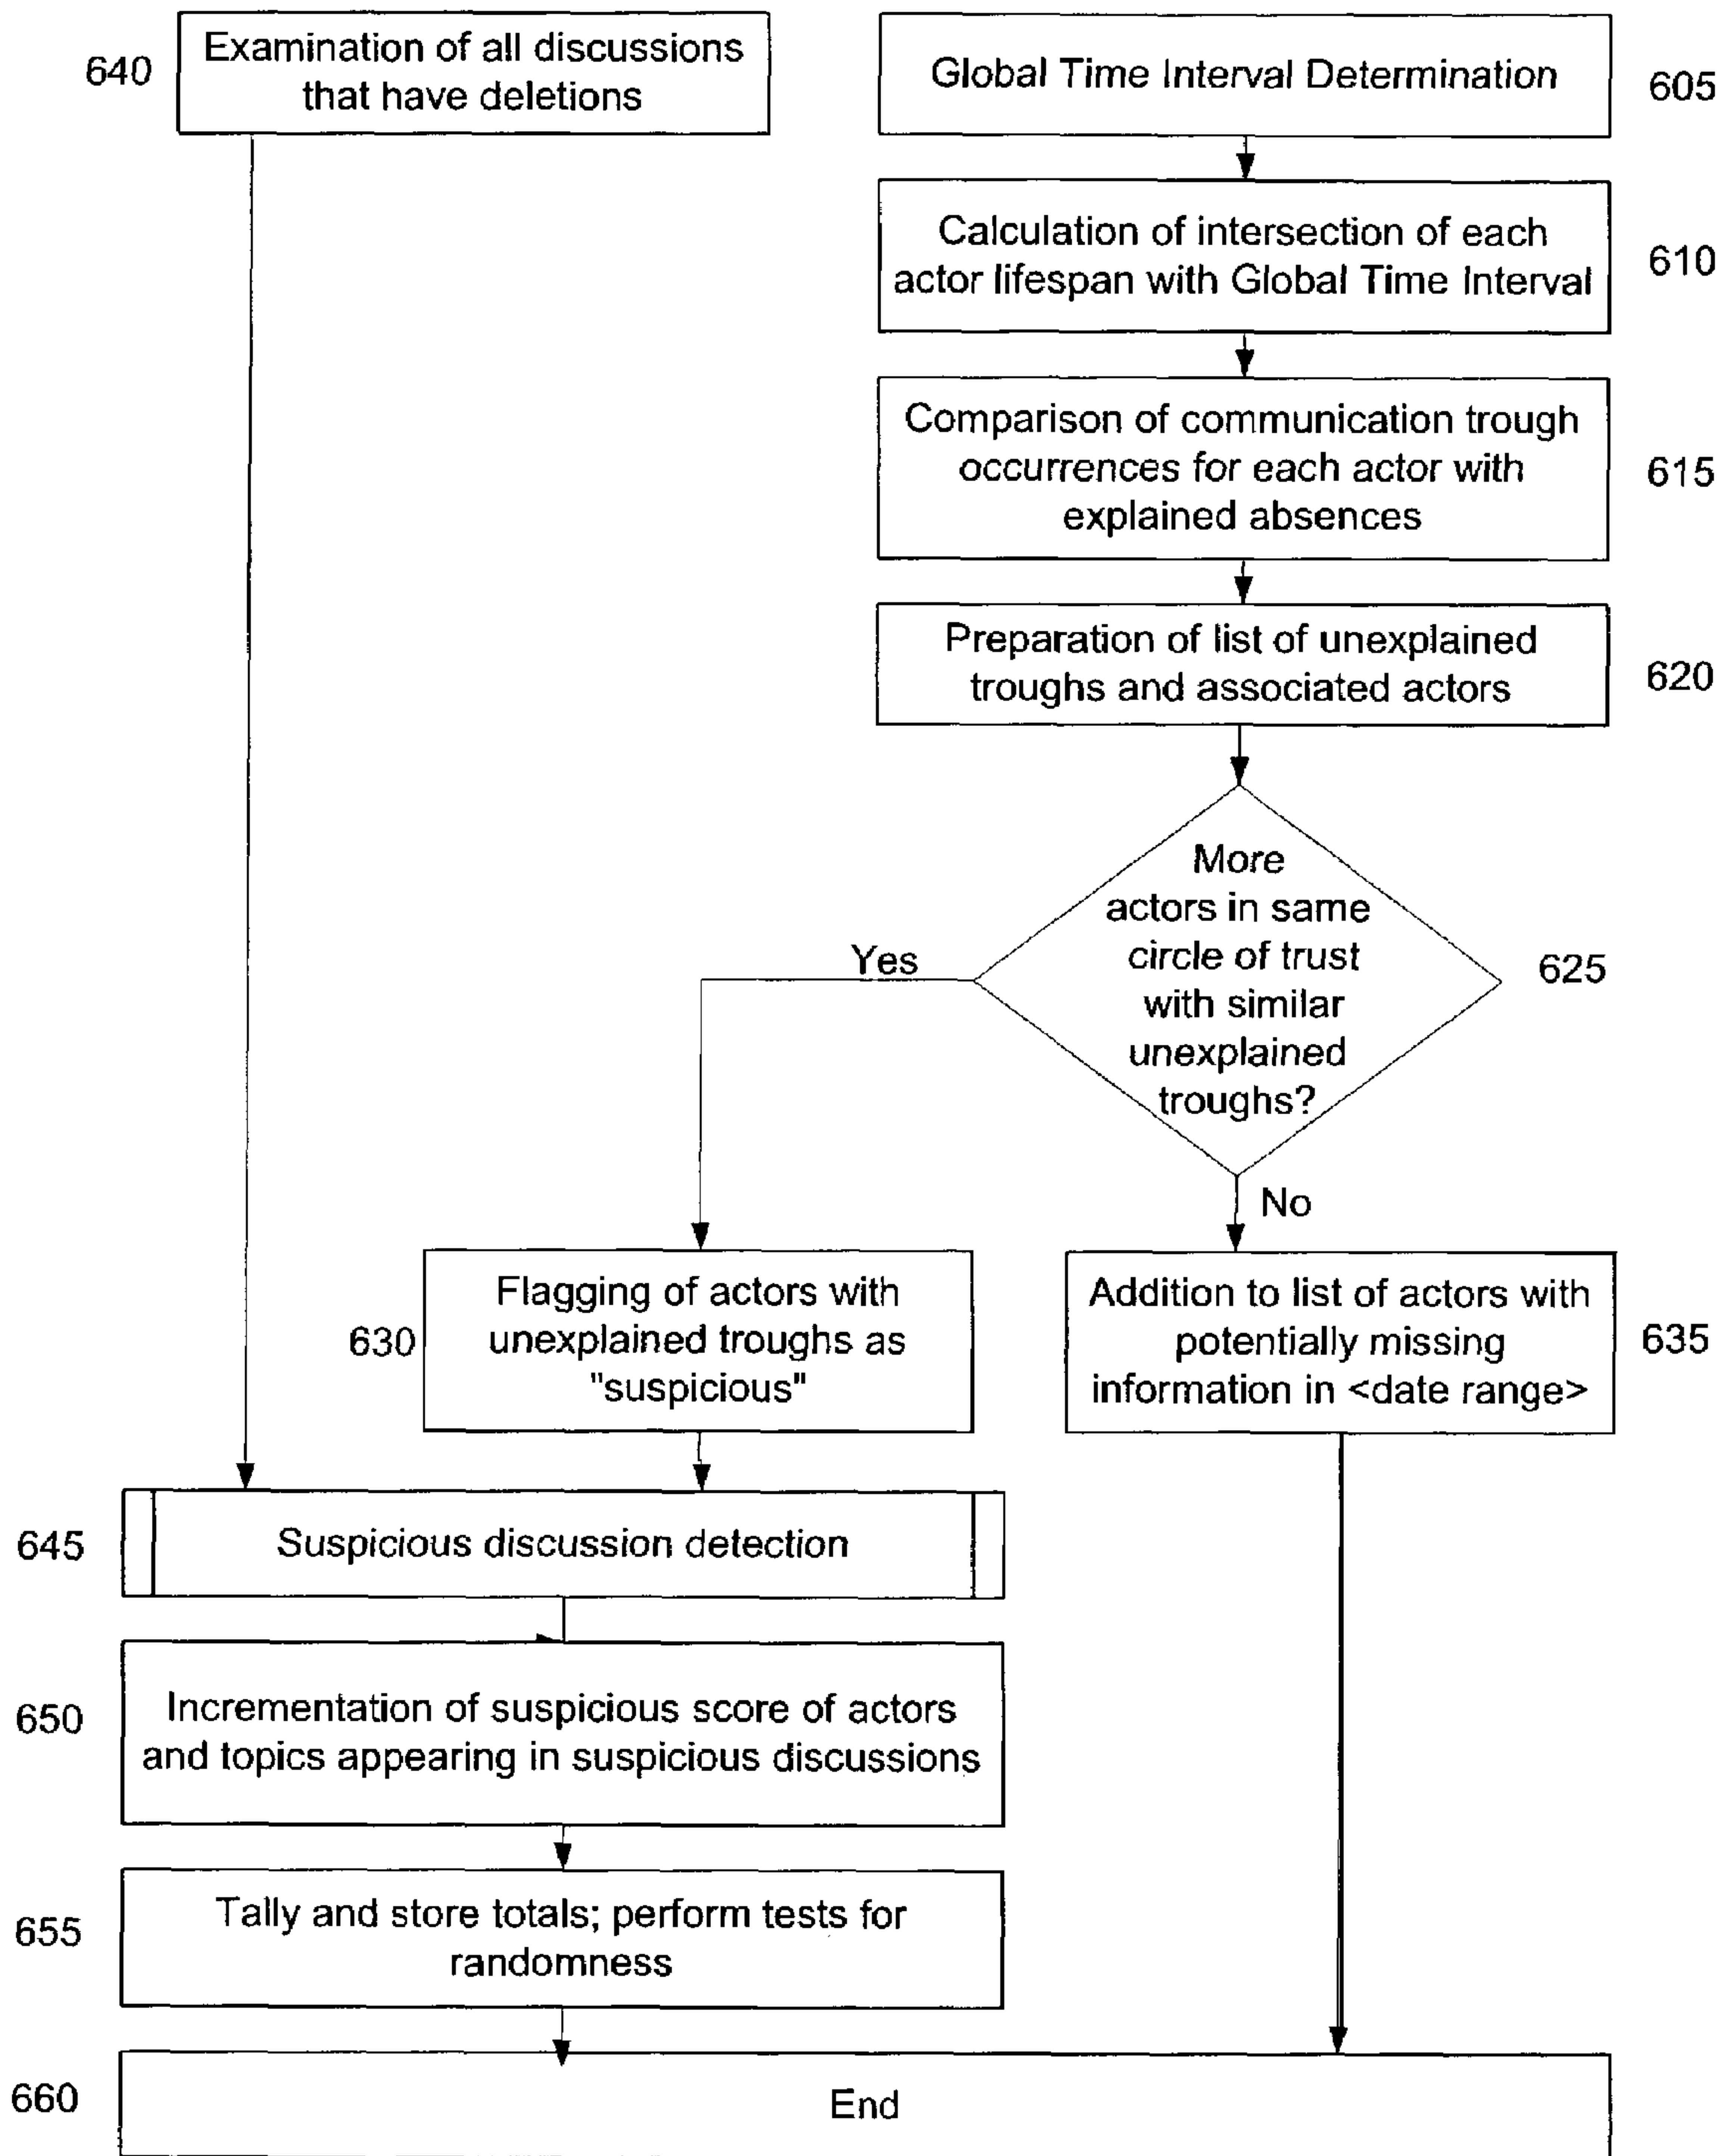 640
Examination of all discussions
that have deletions
Global Time Interval Determination
605
Calculation of intersection of each
actor lifespan with Global Time Interval
610
Comparison of communication trough
occurrences for each actor with
explained absences
615
Preparation of list of unexplained
troughs and associated actors
620
More
actors in same
circle of trust
with similar
unexplained
troughs?
625
Yes
No
630
Flagging of actors with
unexplained troughs as
"suspicious"
Addition to list of actors with
potentially missing
information in <date range>
635
645
Suspicious discussion detection
650
Incrementation of suspicious score of actors
and topics appearing in suspicious discussions
655
Tally and store totals; perform tests for
randomness
660
End